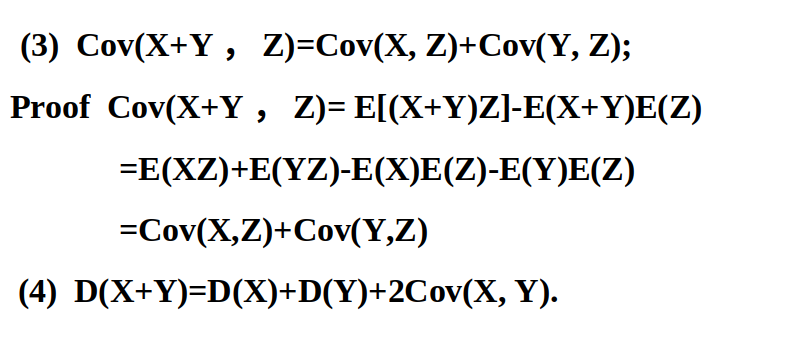 (3) Cov(X+Y ， Z)=Cov(X, Z)+Cov(Y, Z);
Proof Cov(X+Y ， Z)= E[(X+Y)Z]-E(X+Y)E(Z)
=E(XZ)+E(YZ)-E(X)E(Z)-E(Y)E(Z)
=Cov(X,Z)+Cov(Y,Z)
(4) D(X+Y)=D(X)+D(Y)+2Cov(X, Y).